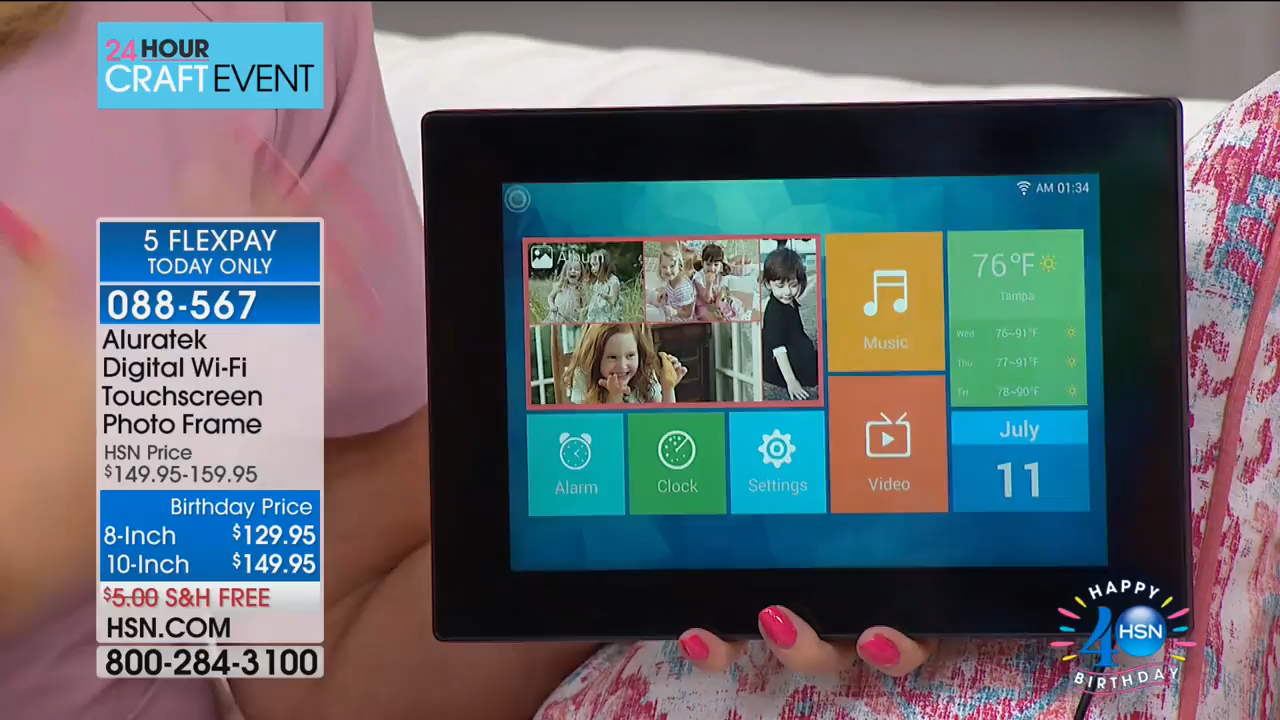 24 HOUR
CRAFT EVENT
5 FLEXPAY
TODAY ONLY
088-567
Aluratek
Digital Wi-Fi
Touchscreen
Photo Frame
HSN Price
$149.95-159.95
Birthday Price
8-Inch $129.95
10-Inch $149.95
$5.00 S&H FREE
HSN.COM
800-284-3100
AM 01:34
Album
Music
76°F
Tampa
Wed 76~91°F
Thu 77~91°F
Fri 78~90°F
Alarm
Clock
Settings
Video
July
11
HAPPY
40 HSN
BIRTHDAY